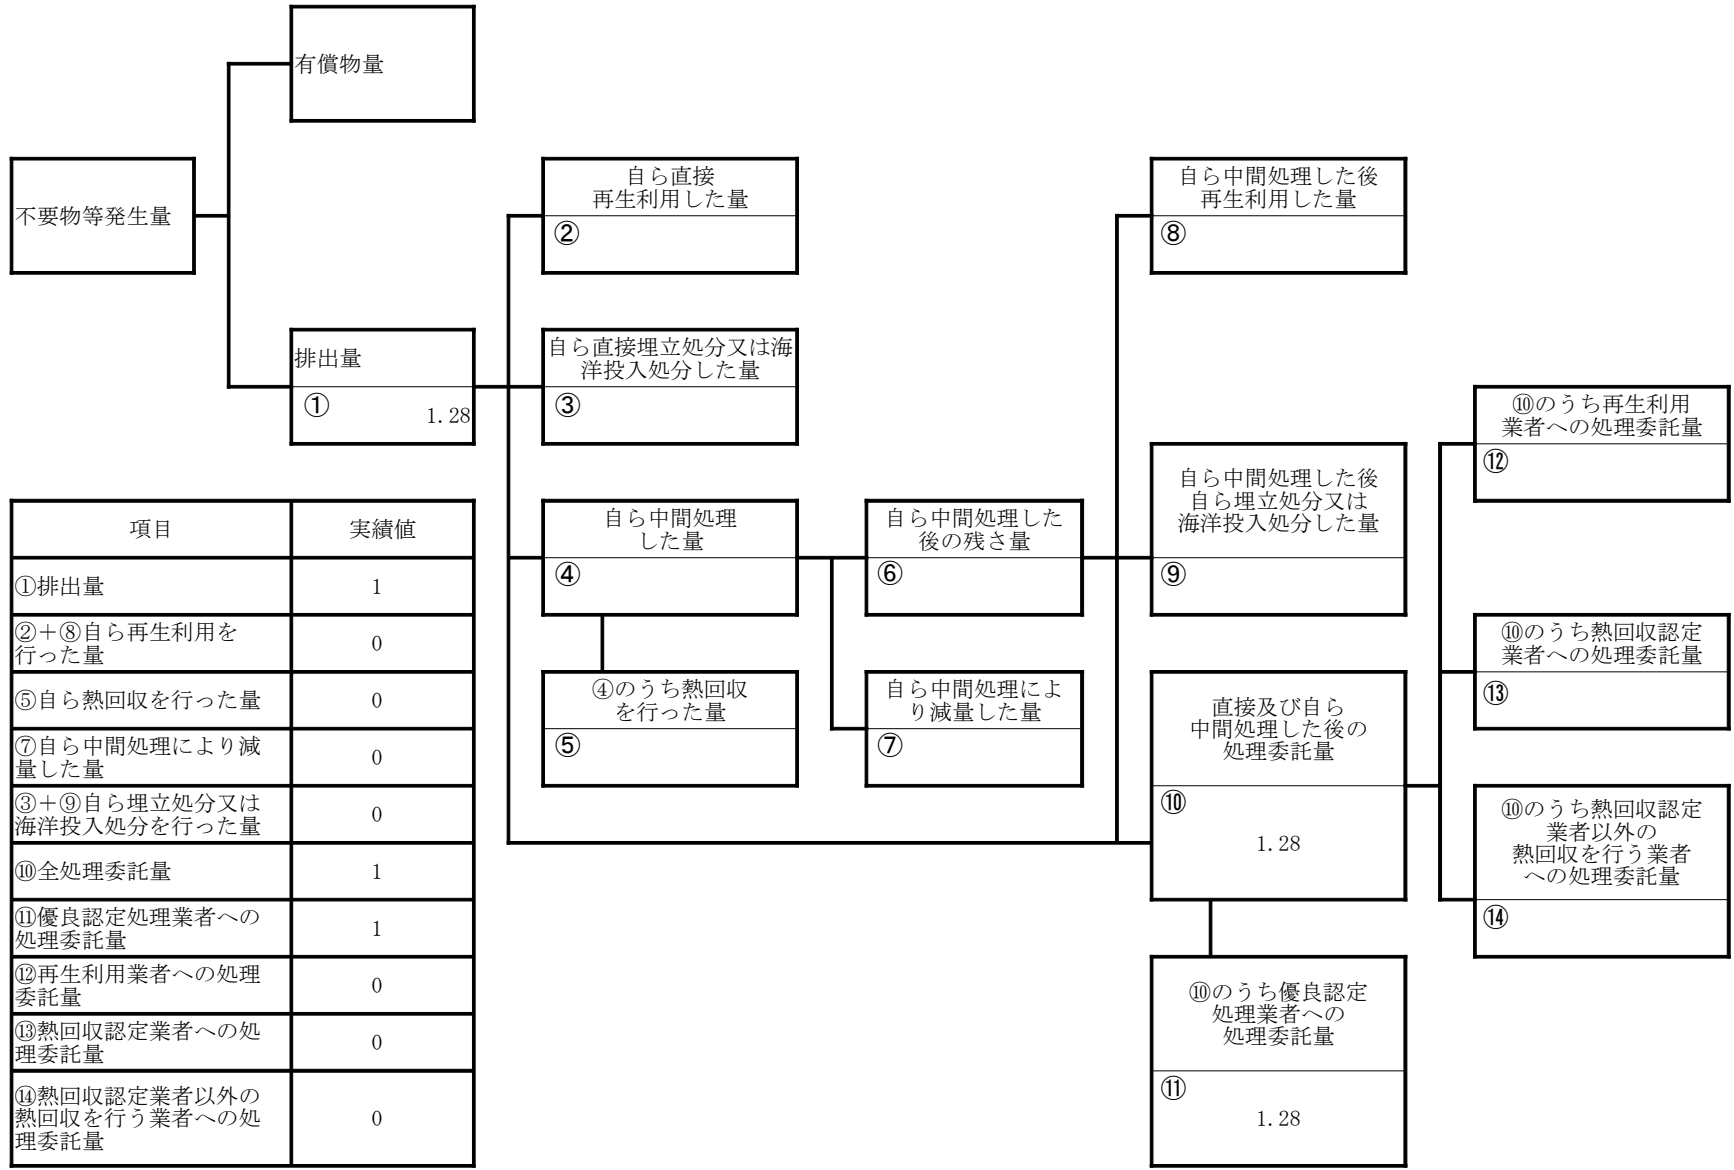 有償物量
不要物等発生量
排出量
①
1.28
自ら直接
再生利用した量
②
自ら直接埋立処分又は海
洋投入処分した量
③
自ら中間処理
した量
④
④のうち熱回収
を行った量
⑤
自ら中間処理した
後の残さ量
⑥
自ら中間処理によ
り減量した量
⑦
自ら中間処理した後
再生利用した量
⑧
自ら中間処理した後
自ら埋立処分又は
海洋投入処分した量
⑨
直接及び自ら
中間処理した後の
処理委託量
⑩
1.28
⑩のうち優良認定
処理業者への
処理委託量
⑪
1.28
⑩のうち再生利用
業者への処理委託量
⑫
⑩のうち熱回収認定
業者への処理委託量
⑬
⑩のうち熱回収認定
業者以外の
熱回収を行う業者
への処理委託量
⑭
項目 実績値
①排出量 1
②+⑧自ら再生利用を
行った量 0
⑤自ら熱回収を行った量 0
⑦自ら中間処理により減
量した量 0
③+⑨自ら埋立処分又は
海洋投入処分を行った量 0
⑩全処理委託量 1
⑪優良認定処理業者への
処理委託量 1
⑫再生利用業者への処理
委託量 0
⑬熱回収認定業者への処
理委託量 0
⑭熱回収認定業者以外の
熱回収を行う業者への処
理委託量 0